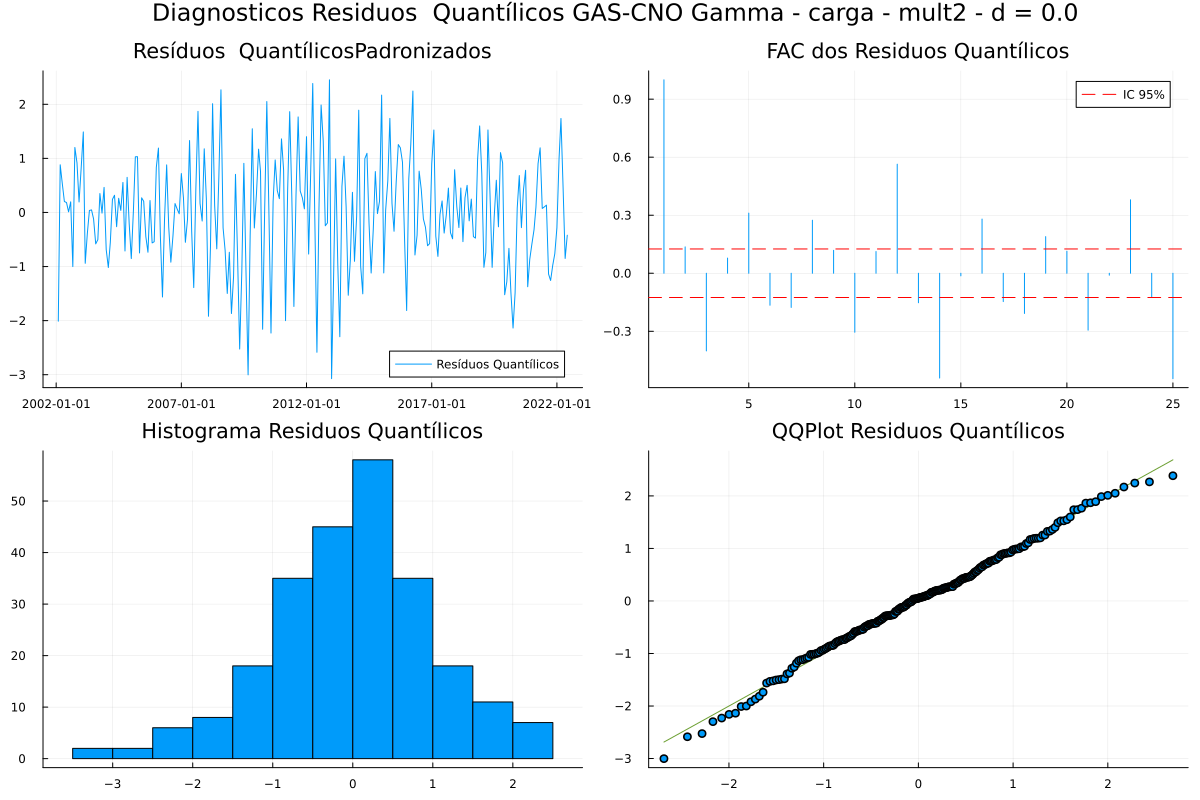 Diagnosticos Residuos  Quantílicos GAS-CNO Gamma - carga - mult2 - d = 0.0
Resíduos  QuantílicosPadronizados
2
1
0
−1
−2
−3
2002-01-01 2007-01-01 2012-01-01 2017-01-01 2022-01-01
Resíduos Quantílicos
FAC dos Residuos Quantílicos
0.9
0.6
0.3
0.0
−0.3
5 10 15 20 25
IC 95%
Histograma Residuos Quantílicos
50
40
30
20
10
0
−3 −2 −1 0 1 2
QQPlot Residuos Quantílicos
2
1
0
−1
−2
−3
−2 −1 0 1 2